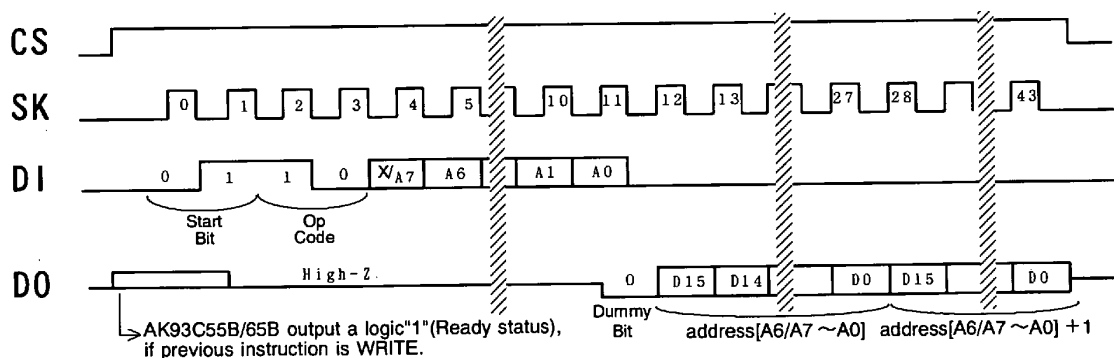 CS
SK 0 1 2 3 4 5 10 11 12 13 27 28 43
DI 0 1 1 0 X/A7 A6 A1 A0
Start Bit
Op Code
DO High-Z 0 D15 D14 D0 D15 D0
Dummy Bit
address[A6/A7 ~A0]
address[A6/A7 ~A0] +1
AK93C55B/65B output a logic"1"(Ready status),
if previous instruction is WRITE.